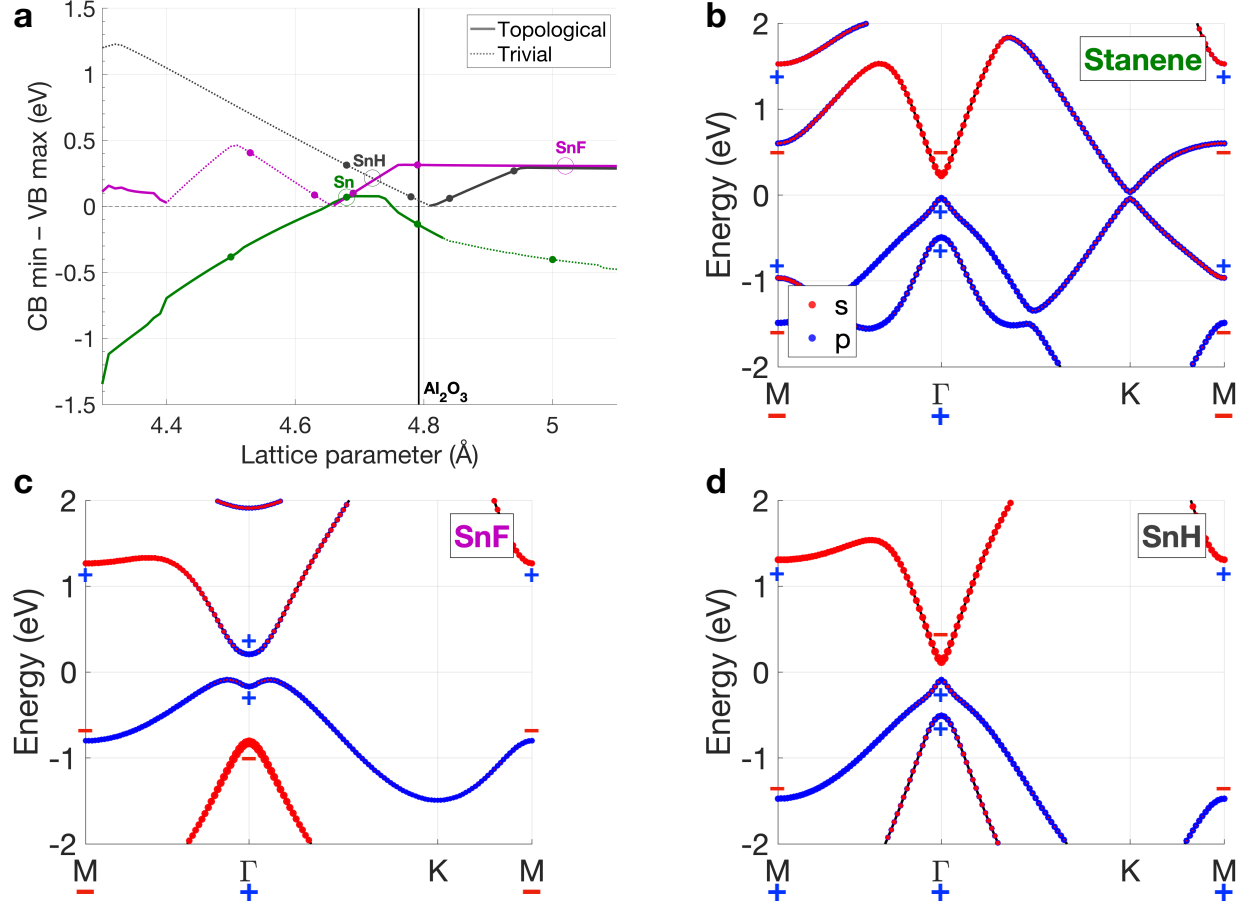 a
1.5
1
0.5
0
-0.5
-1
-1.5
CB min − VB max (eV)
Topological
Trivial
SnH
SnF
Sn
Al2O3
4.4
4.6
4.8
5
Lattice parameter (Å)
b
2
1
0
-1
-2
Energy (eV)
Stanene
+
−
+
+
−
+
−
+
−
+
−
s
p
M
Γ
K
M
−
+
−
c
2
1
0
-1
-2
Energy (eV)
SnF
+
−
+
+
−
+
−
M
Γ
K
M
−
+
−
d
2
1
0
-1
-2
Energy (eV)
SnH
+
−
−
+
+
+
−
M
Γ
K
M
+
+
+